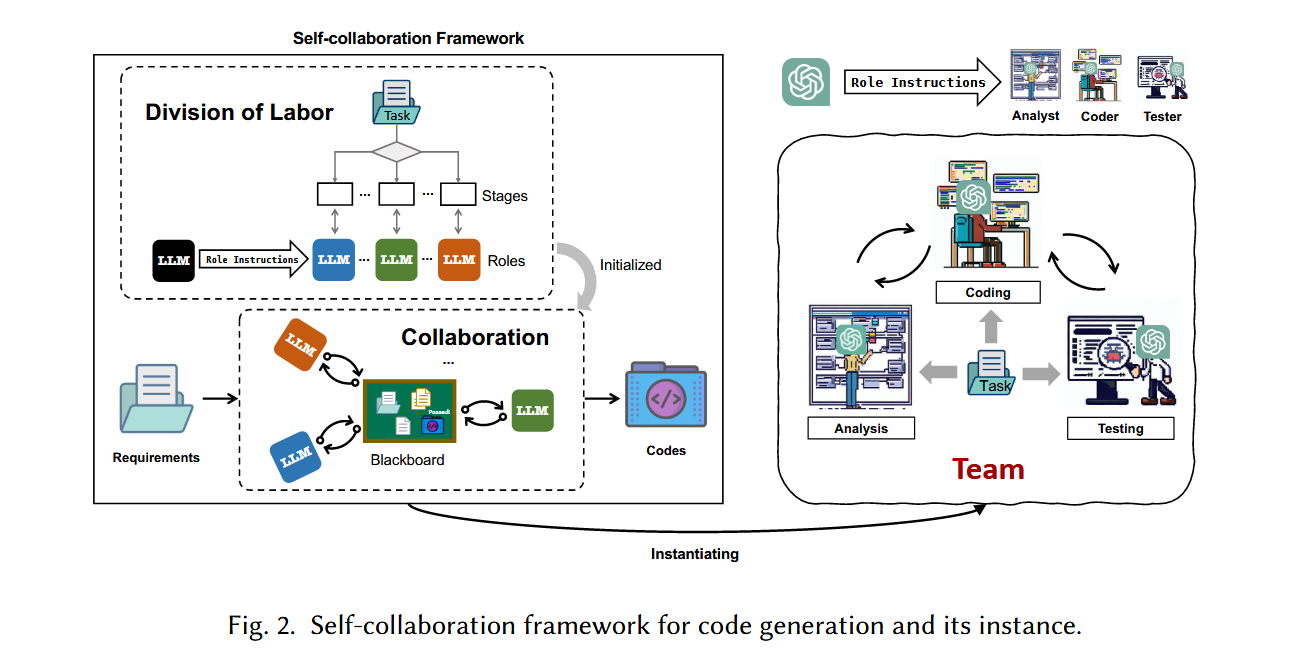 Self-collaboration Framework
Division of Labor
Task
...
...
Stages
LLM
Role Instructions
LLM
...
LLM
...
LLM
Roles
Initialized
Collaboration
...
LLM
LLM
LLM
Possedi
Blackboard
Requirements
</>
Codes
Role Instructions
Analyst
Coder
Tester
Coding
Task
Analysis
Testing
Team
Instantiating
Fig. 2. Self-collaboration framework for code generation and its instance.